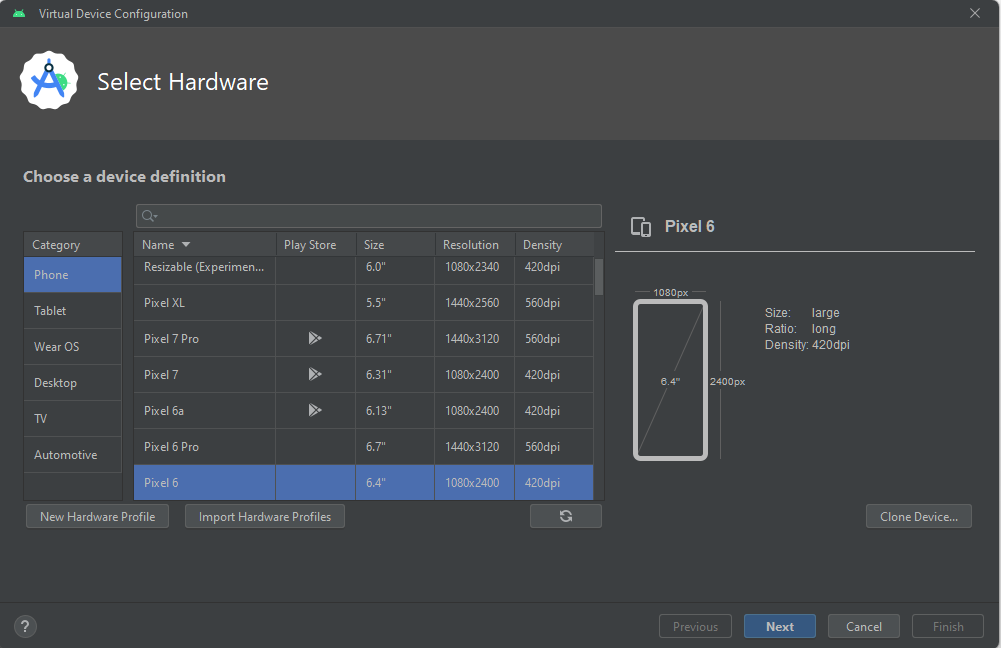 Virtual Device Configuration
Select Hardware
Choose a device definition
Category
Phone
Tablet
Wear OS
Desktop
TV
Automotive
Name Play Store Size Resolution Density
Resizable (Experimen... 6.0" 1080x2340 420dpi
Pixel XL 5.5" 1440x2560 560dpi
Pixel 7 Pro 6.71" 1440x3120 560dpi
Pixel 7 6.31" 1080x2400 420dpi
Pixel 6a 6.13" 1080x2400 420dpi
Pixel 6 Pro 6.7" 1440x3120 560dpi
Pixel 6 6.4" 1080x2400 420dpi
New Hardware Profile Import Hardware Profiles
Pixel 6
1080px
6.4"
2400px
Size: large
Ratio: long
Density: 420dpi
Clone Device...
? Previous Next Cancel Finish